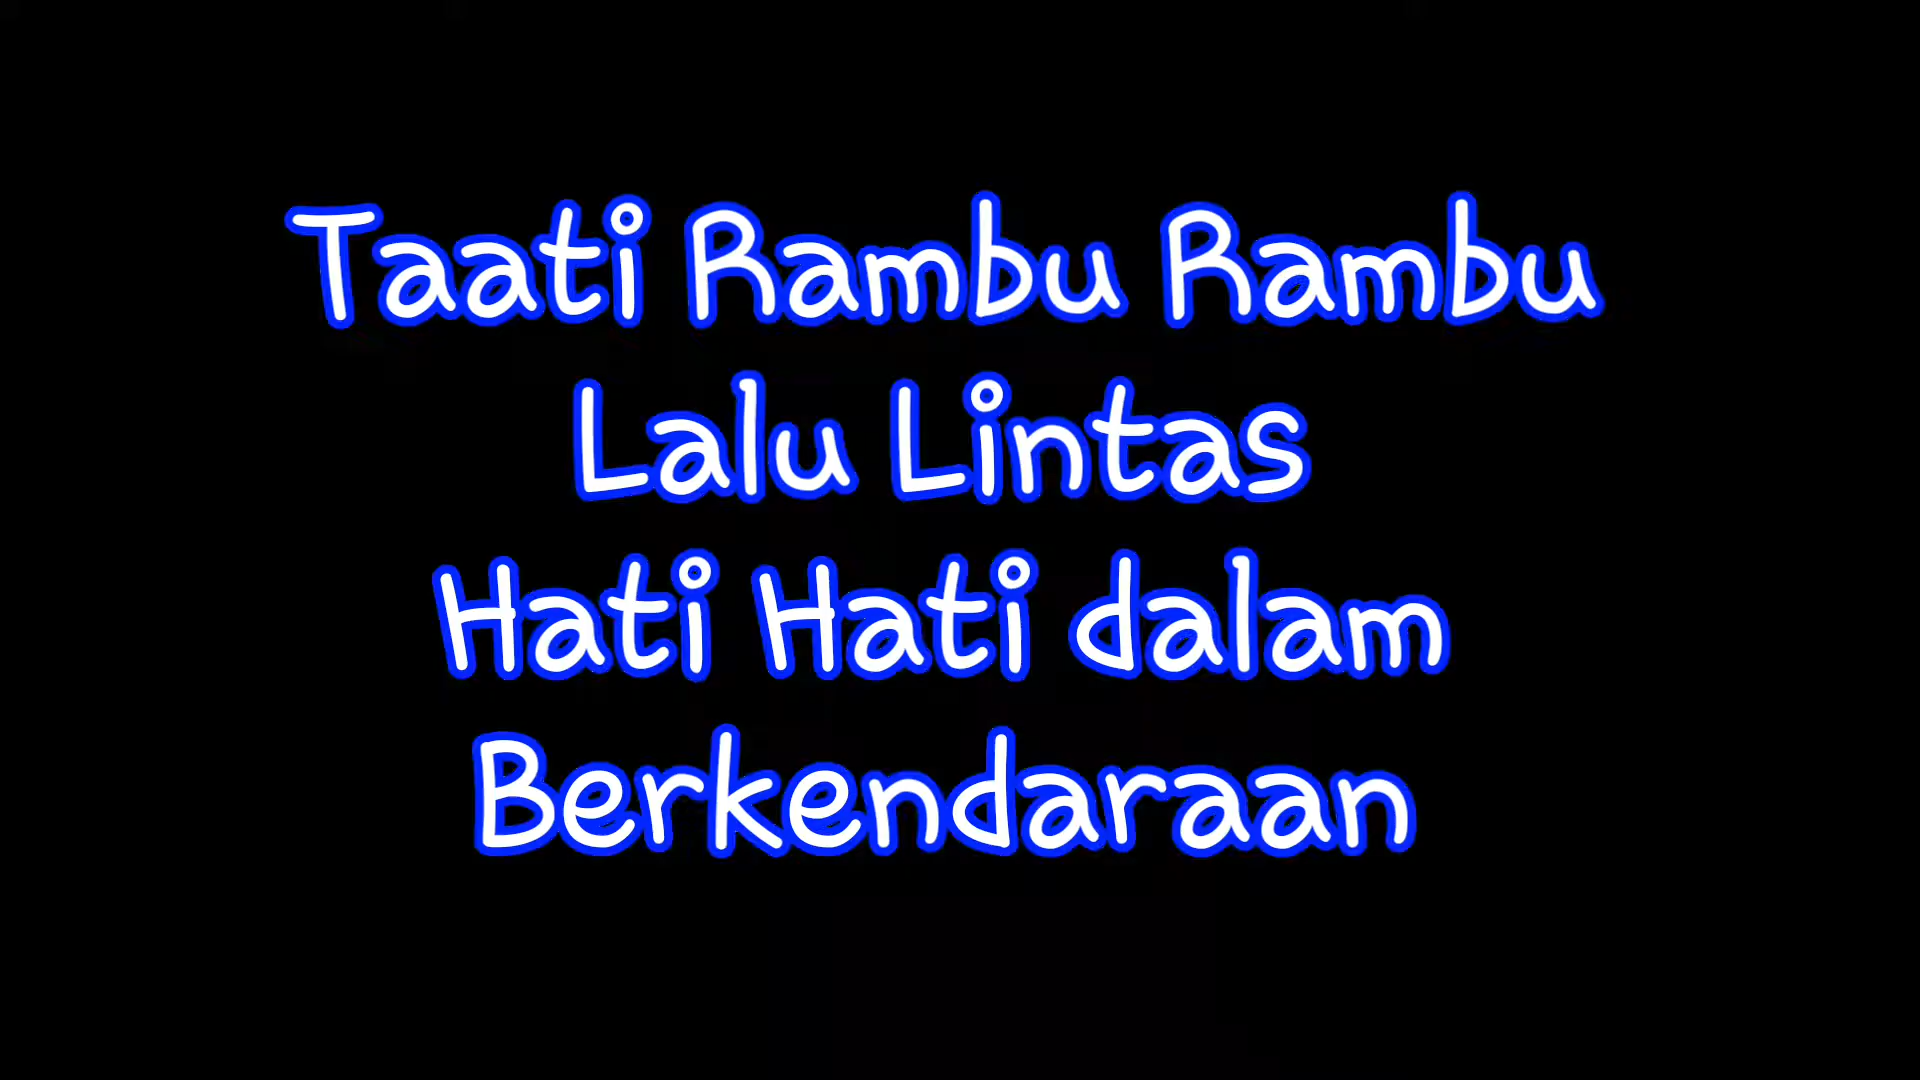 Taati Rambu Rambu
Lalu Lintas
Hati Hati dalam
Berkendaraan